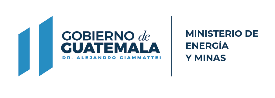 GOBIERNO de
GUATEMALA
DR. ALEJANDRO GIAMMATTEI
MINISTERIO DE
ENERGÍA
Y MINAS